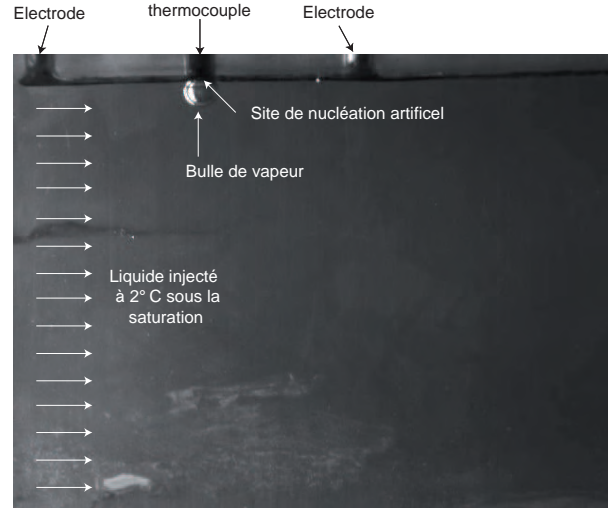 Electrode
thermocouple
Electrode
Site de nucléation artificel
Bulle de vapeur
Liquide injecté
à 2° C sous la
saturation